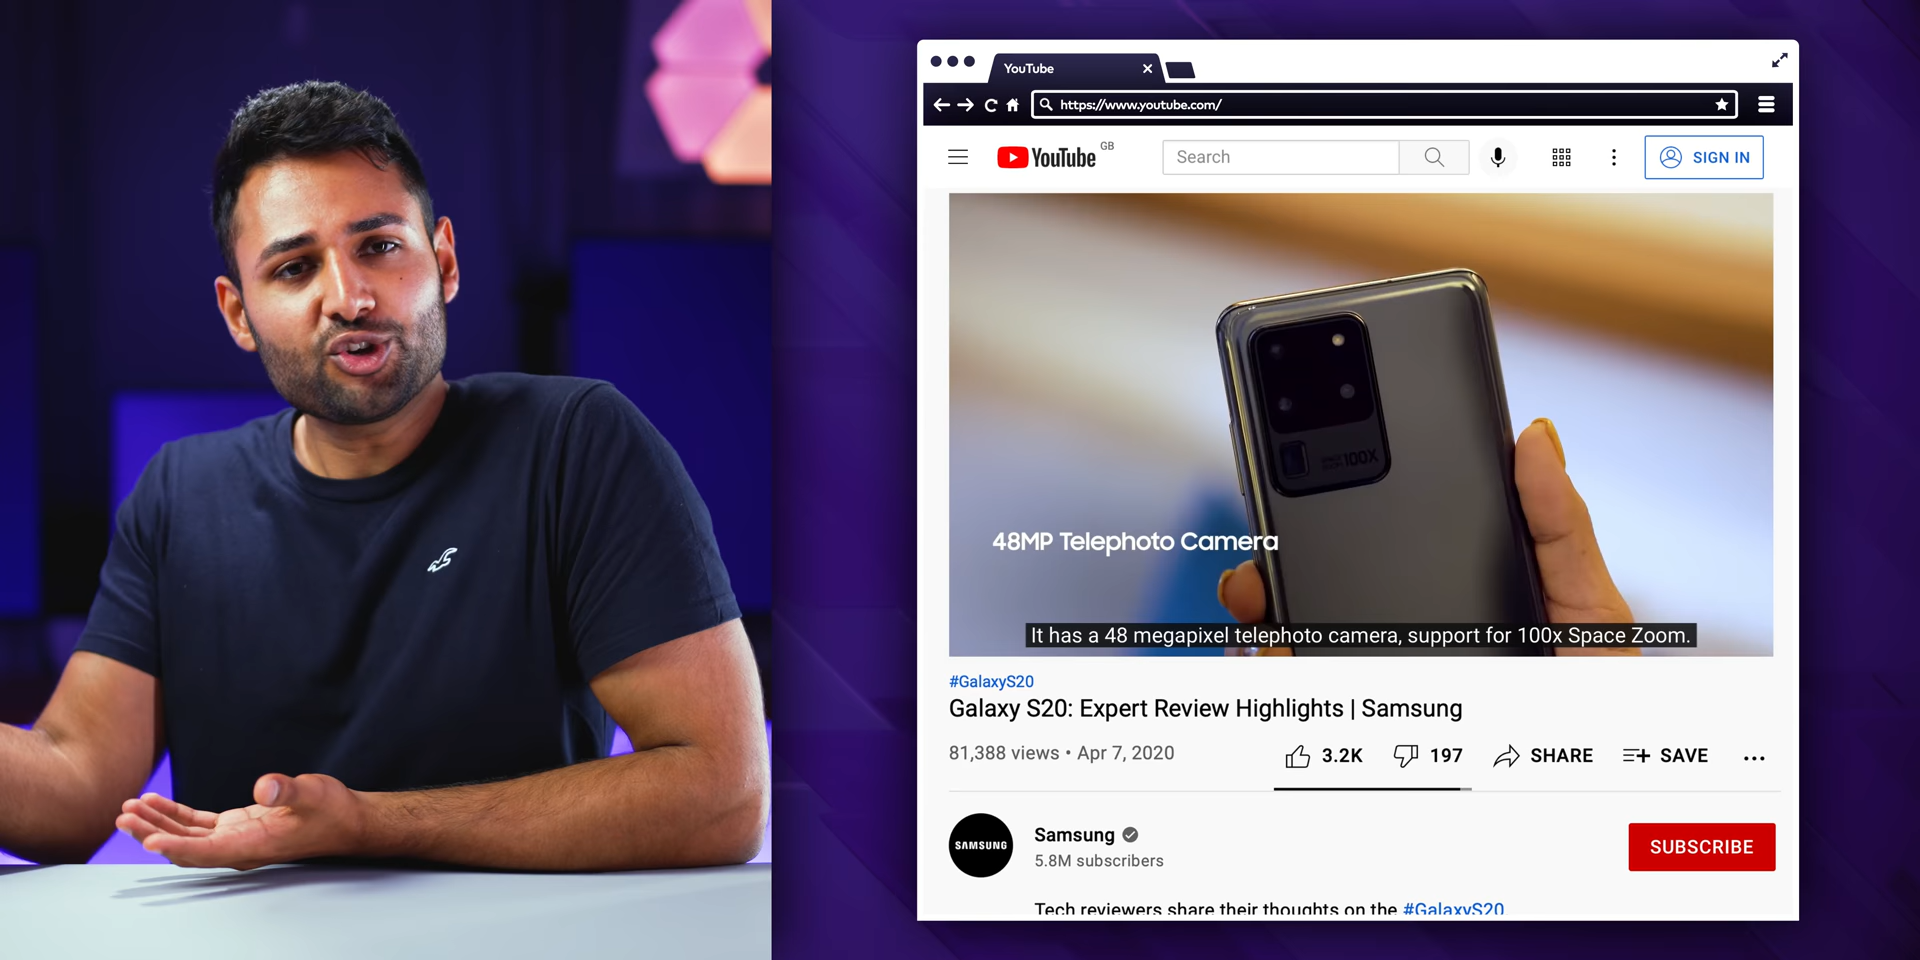 YouTube
https://www.youtube.com/
YouTube GB
Search
SIGN IN
SPACE ZOOM 100X
48MP Telephoto Camera
It has a 48 megapixel telephoto camera, support for 100x Space Zoom.
#GalaxyS20
Galaxy S20: Expert Review Highlights | Samsung
81,388 views • Apr 7, 2020
3.2K
197
SHARE
SAVE
SAMSUNG
Samsung
5.8M subscribers
SUBSCRIBE
Tech reviewers share their thoughts on the #GalaxyS20